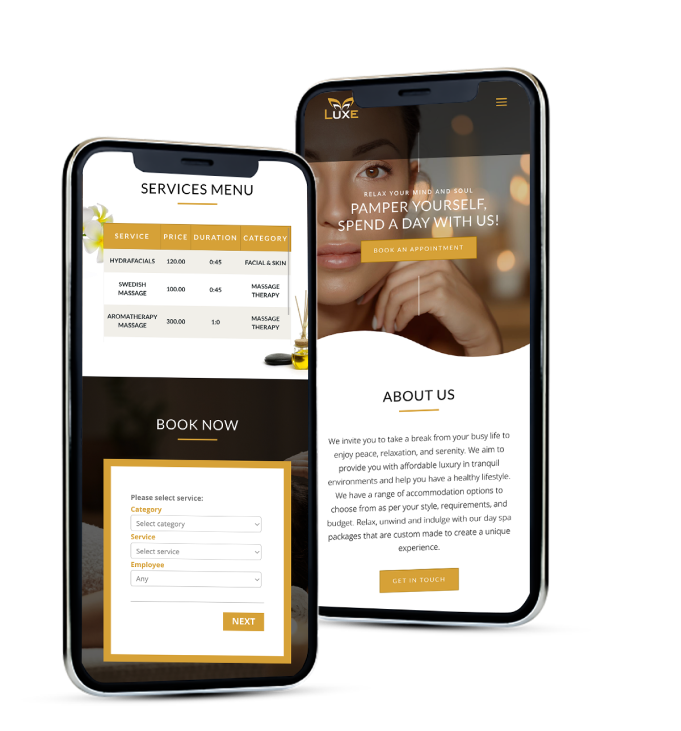 SERVICES MENU
SERVICE PRICE DURATION CATEGORY
HYDRAFACIALS 120.00 0:45 FACIAL & SKIN
SWEDISH MASSAGE 100.00 0:45 MASSAGE THERAPY
AROMATHERAPY MASSAGE 300.00 1:0 MASSAGE THERAPY
BOOK NOW
Please select service:
Category
Select category
Service
Select service
Employee
Any
NEXT
LUXE
RELAX YOUR MIND AND SOUL
PAMPER YOURSELF,
SPEND A DAY WITH US!
BOOK AN APPOINTMENT
ABOUT US
We invite you to take a break from your busy life to
enjoy peace, relaxation, and serenity. We aim to
provide you with affordable luxury in tranquil
environments and help you have a healthy lifestyle.
We have a range of accommodation options to
choose from as per your style, requirements, and
budget. Relax, unwind and indulge with our day spa
packages that are custom made to create a unique
experience.
GET IN TOUCH